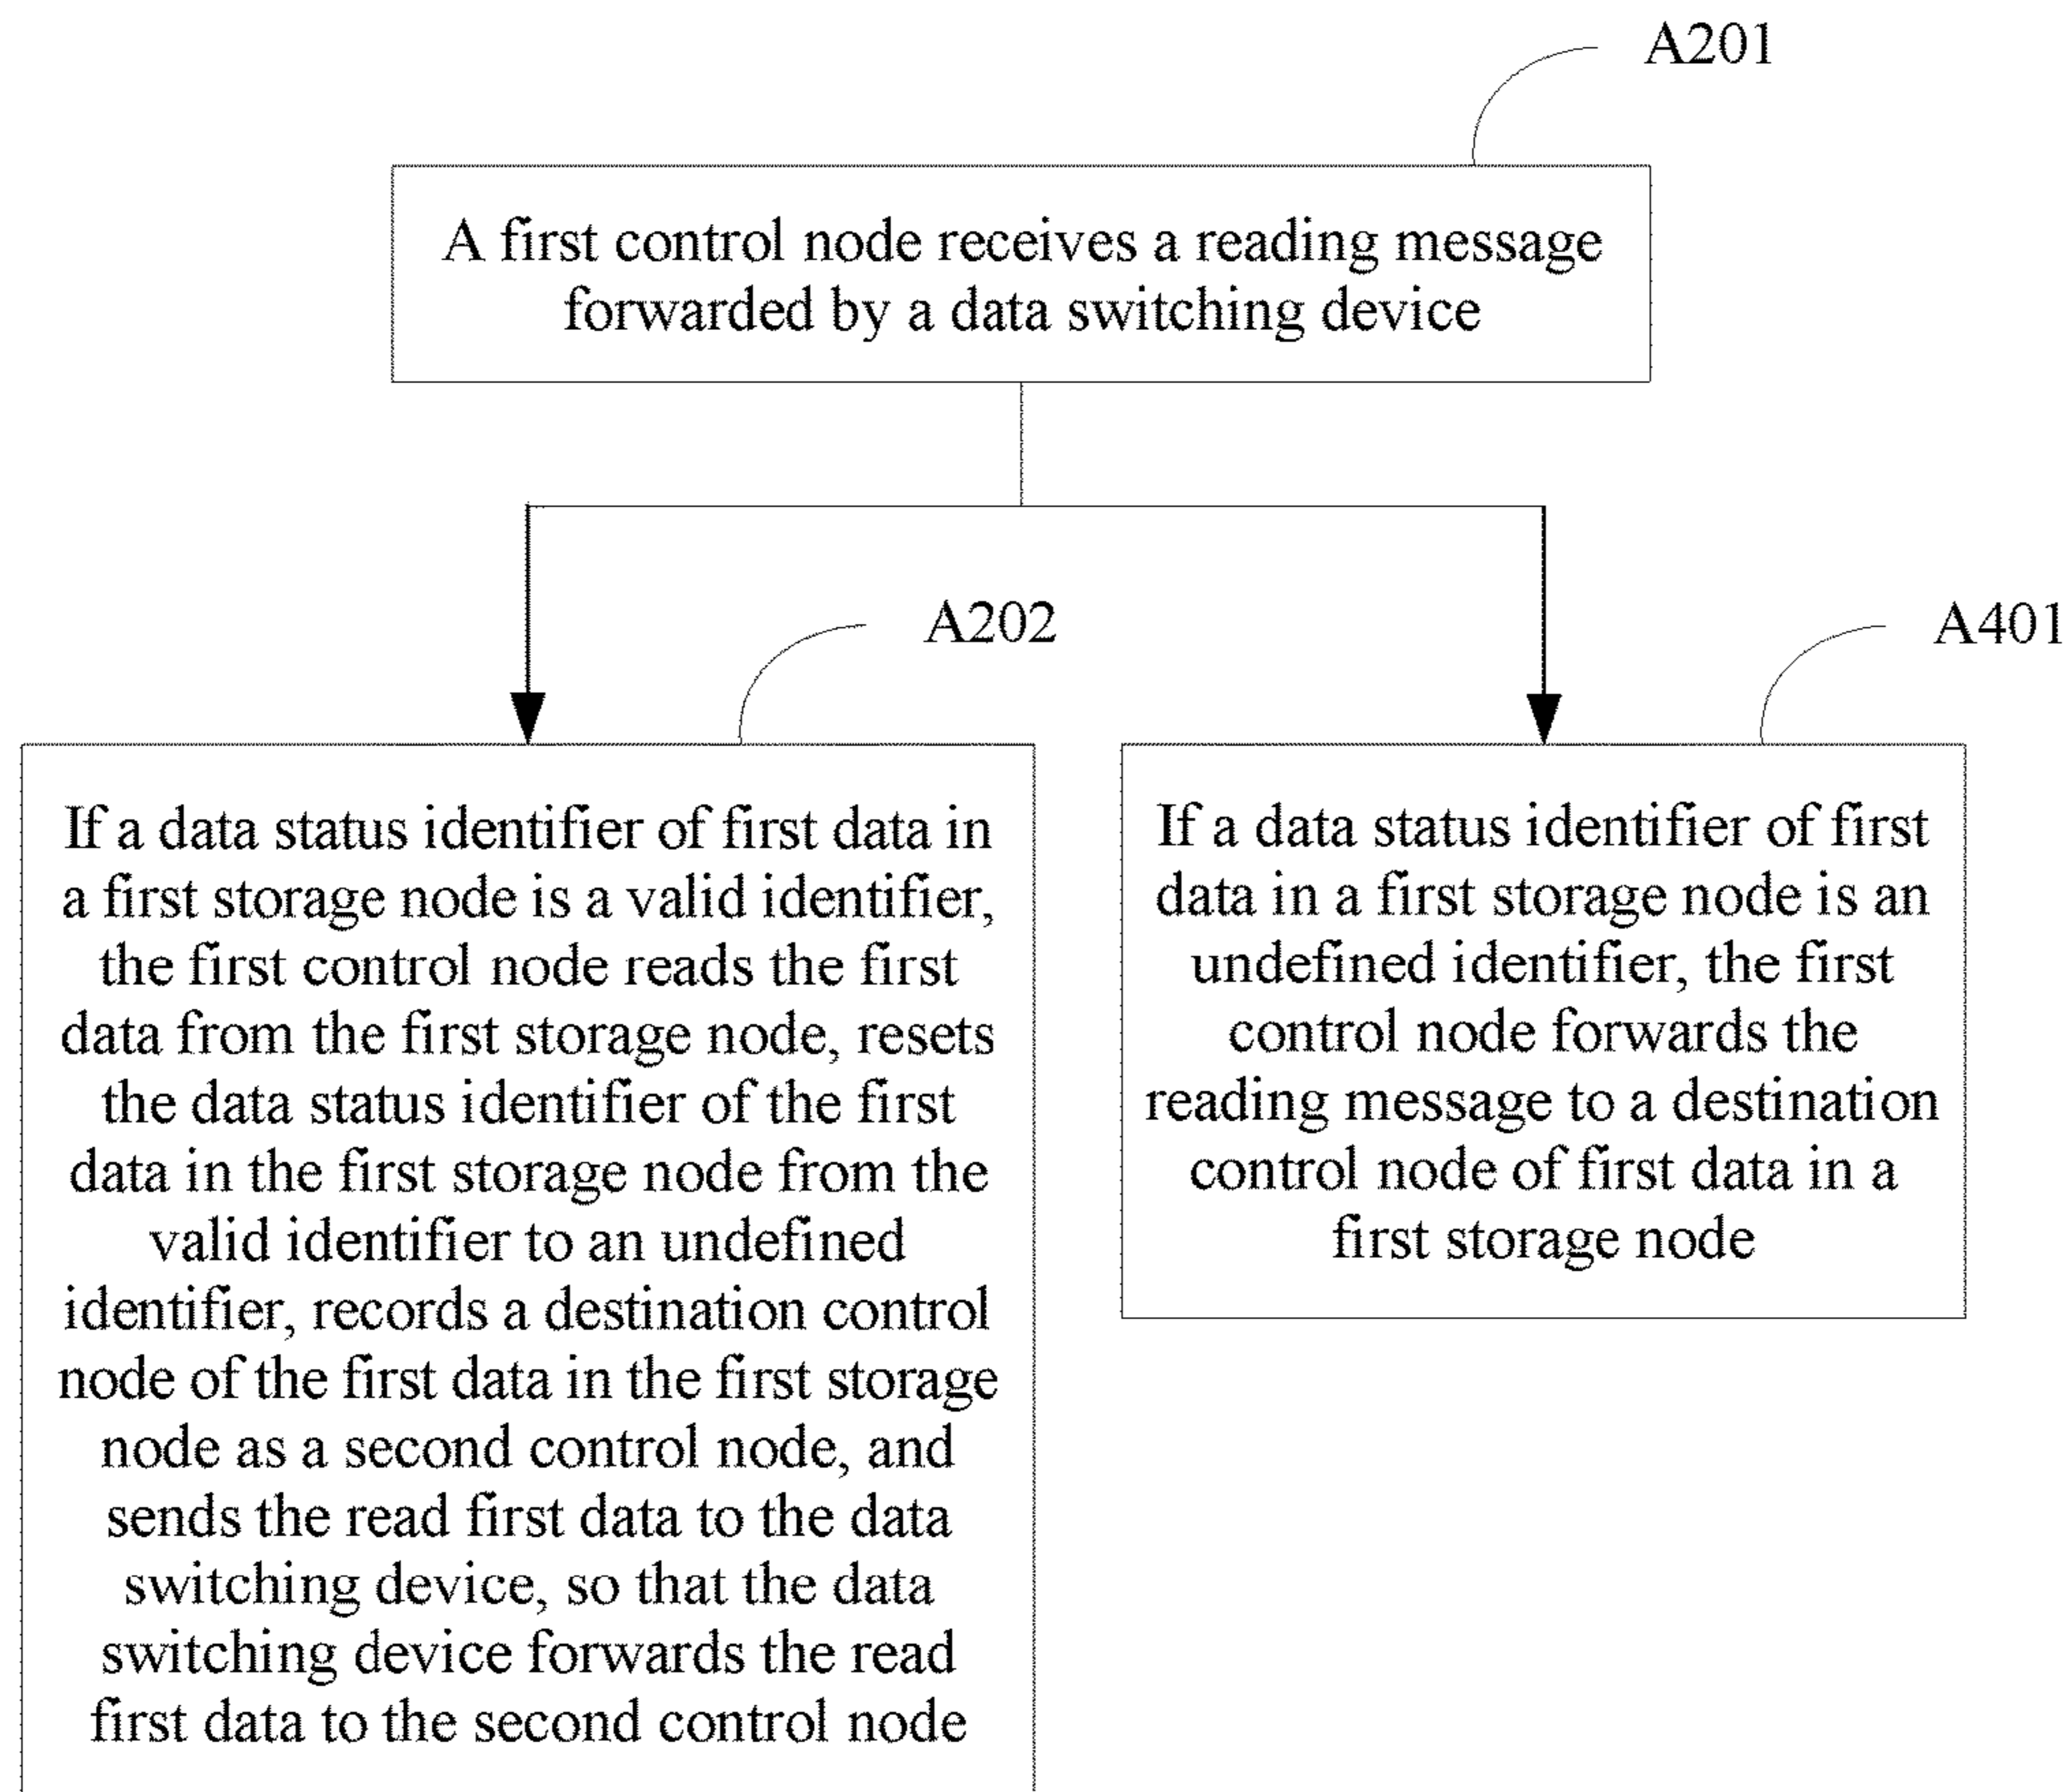 A201
A first control node receives a reading message
forwarded by a data switching device
A202
If a data status identifier of first data in
a first storage node is a valid identifier,
the first control node reads the first
data from the first storage node, resets
the data status identifier of the first
data in the first storage node from the
valid identifier to an undefined
identifier, records a destination control
node of the first data in the first storage
node as a second control node, and
sends the read first data to the data
switching device, so that the data
switching device forwards the read
first data to the second control node
A401
If a data status identifier of first
data in a first storage node is an
undefined identifier, the first
control node forwards the
reading message to a destination
control node of first data in a
first storage node